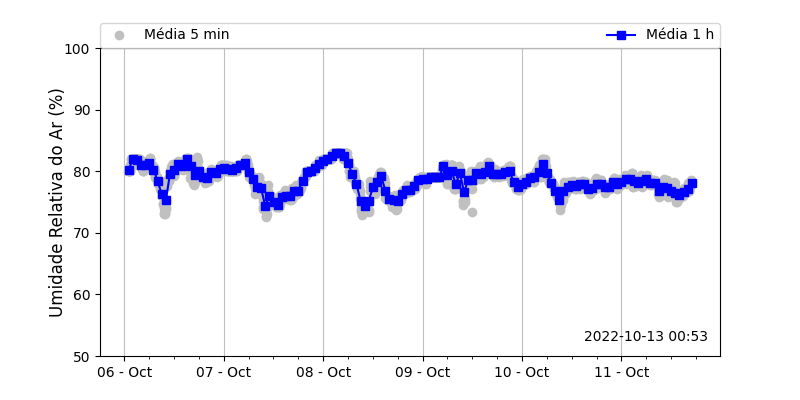 Média 5 min
Média 1 h
Umidade Relativa do Ar (%)
100
90
80
70
60
50
2022-10-13 00:53
06 - Oct
07 - Oct
08 - Oct
09 - Oct
10 - Oct
11 - Oct